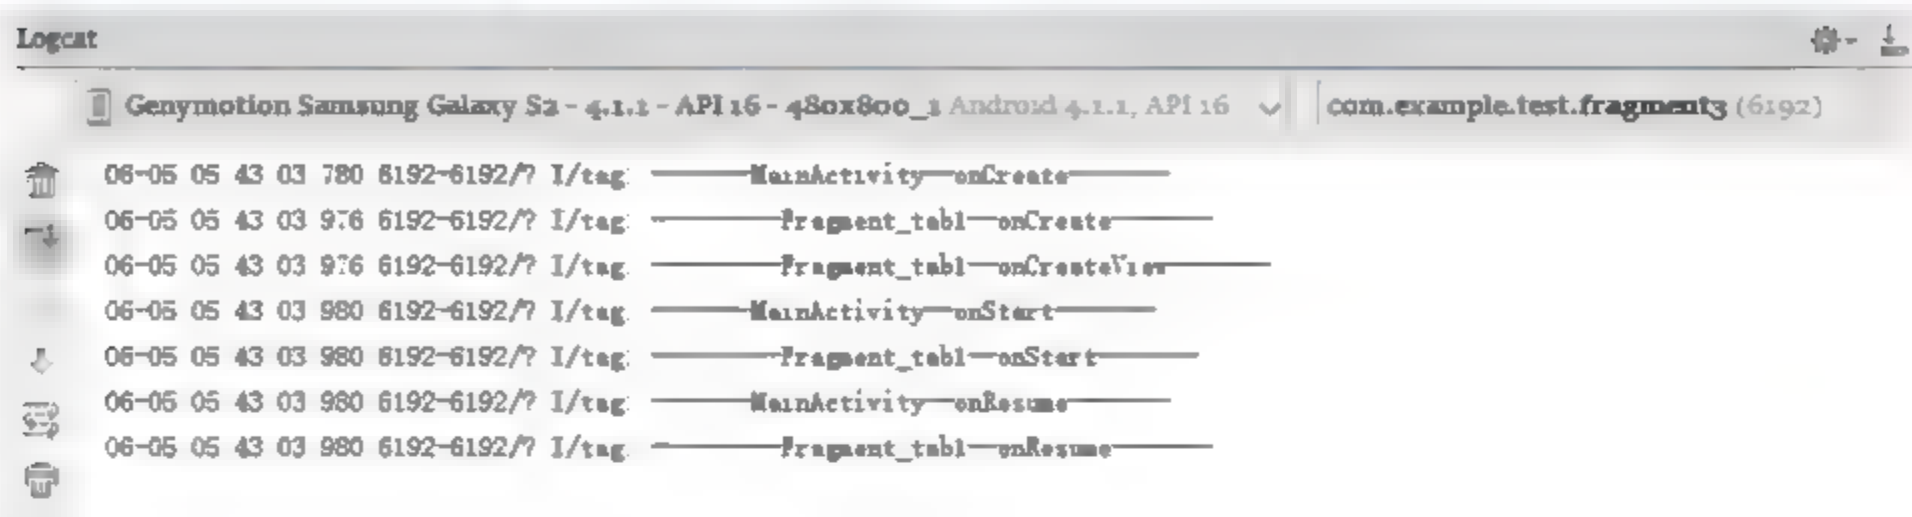 Logcat
Genymotion Samsung Galaxy S2 - 4.1.1 - API 16 - 480x800_1 Android 4.1.1, API 16 com.example.test.fragment3 (6192)
06-05 05 43 03 780 6192-6192/? I/tag: ———MainActivity—onCreate———
06-05 05 43 03 976 6192-6192/? I/tag: ————Fragment_tab1—onCreate———
06-05 05 43 03 976 6192-6192/? I/tag: ————Fragment_tab1—onCreateView———
06-05 05 43 03 980 6192-6192/? I/tag: ———MainActivity—onStart———
06-05 05 43 03 980 6192-6192/? I/tag: ————Fragment_tab1—onStart———
06-05 05 43 03 980 6192-6192/? I/tag: ———MainActivity—onResume———
06-05 05 43 03 980 6192-6192/? I/tag: ————Fragment_tab1—onResume———